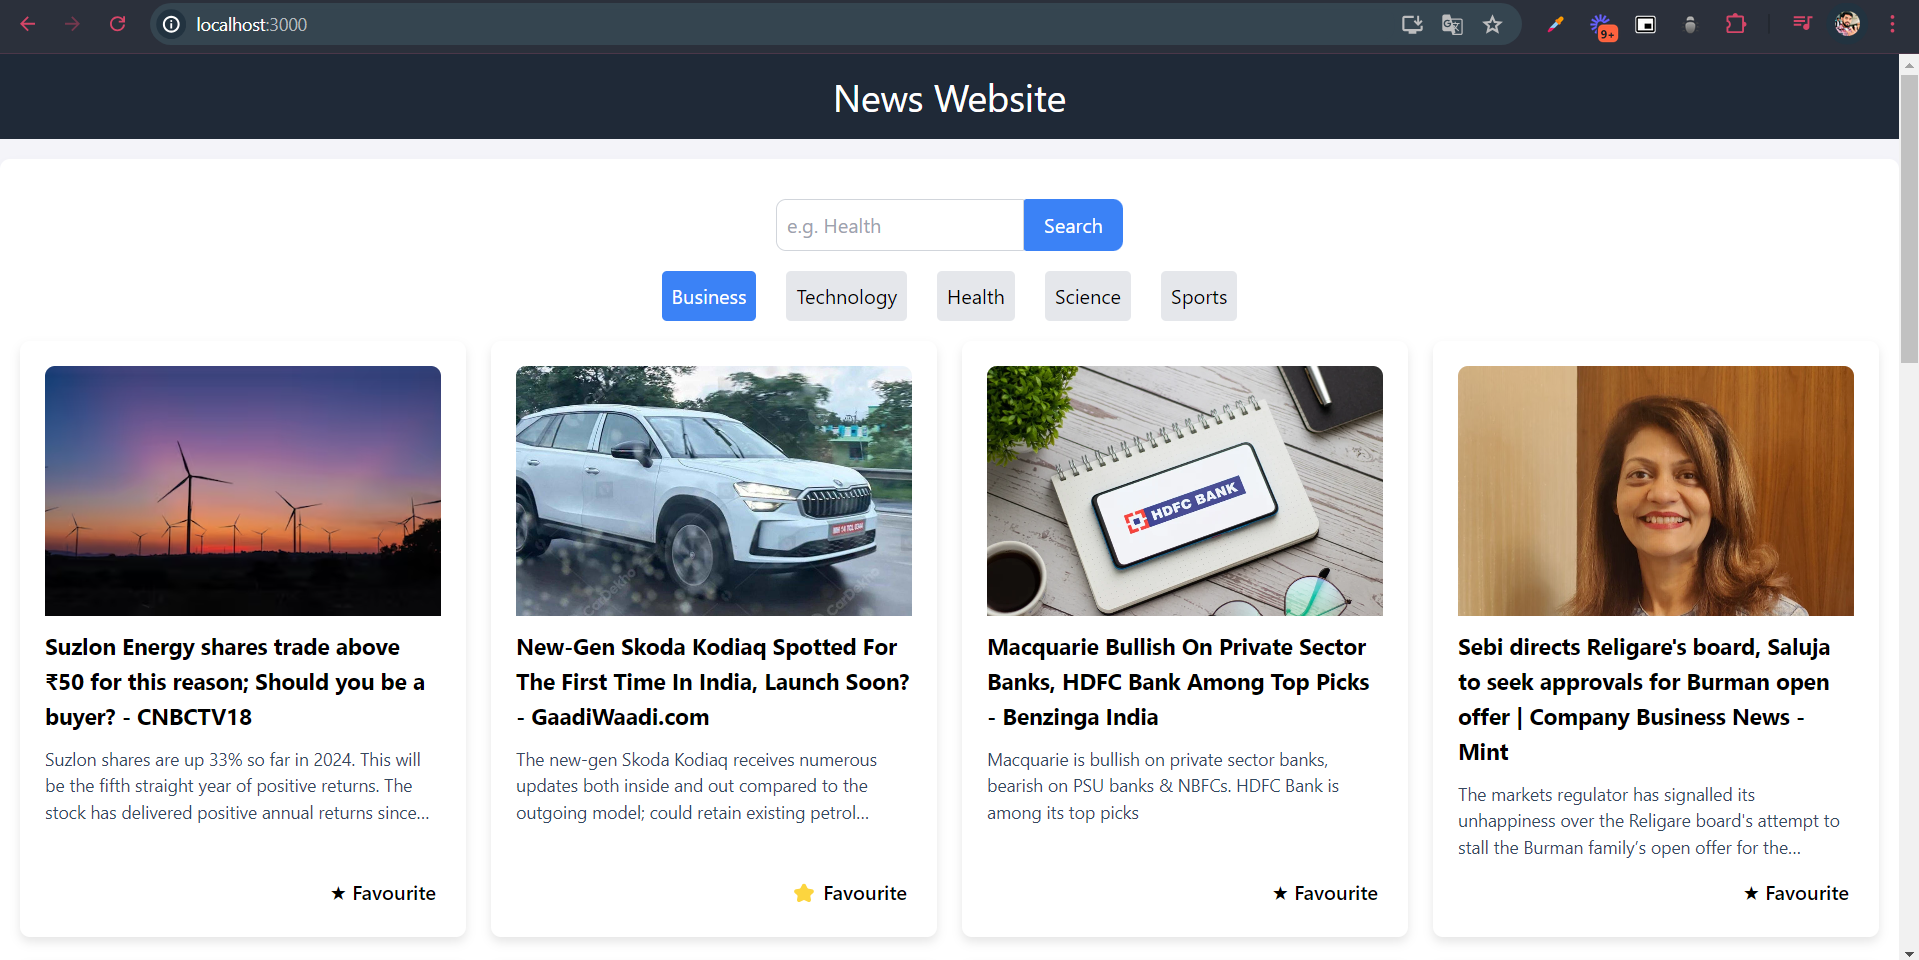 localhost:3000
9+
News Website
e.g. Health
Search
Business
Technology
Health
Science
Sports
HDFC BANK
CarDekho
CarDekho
Suzlon Energy shares trade above
₹50 for this reason; Should you be a
buyer? - CNBCTV18
Suzlon shares are up 33% so far in 2024. This will
be the fifth straight year of positive returns. The
stock has delivered positive annual returns since...
★ Favourite
New-Gen Skoda Kodiaq Spotted For
The First Time In India, Launch Soon?
- GaadiWaadi.com
The new-gen Skoda Kodiaq receives numerous
updates both inside and out compared to the
outgoing model; could retain existing petrol...
⭐ Favourite
Macquarie Bullish On Private Sector
Banks, HDFC Bank Among Top Picks
- Benzinga India
Macquarie is bullish on private sector banks,
bearish on PSU banks & NBFCs. HDFC Bank is
among its top picks
★ Favourite
Sebi directs Religare's board, Saluja
to seek approvals for Burman open
offer | Company Business News -
Mint
The markets regulator has signalled its
unhappiness over the Religare board's attempt to
stall the Burman family’s open offer for the...
★ Favourite